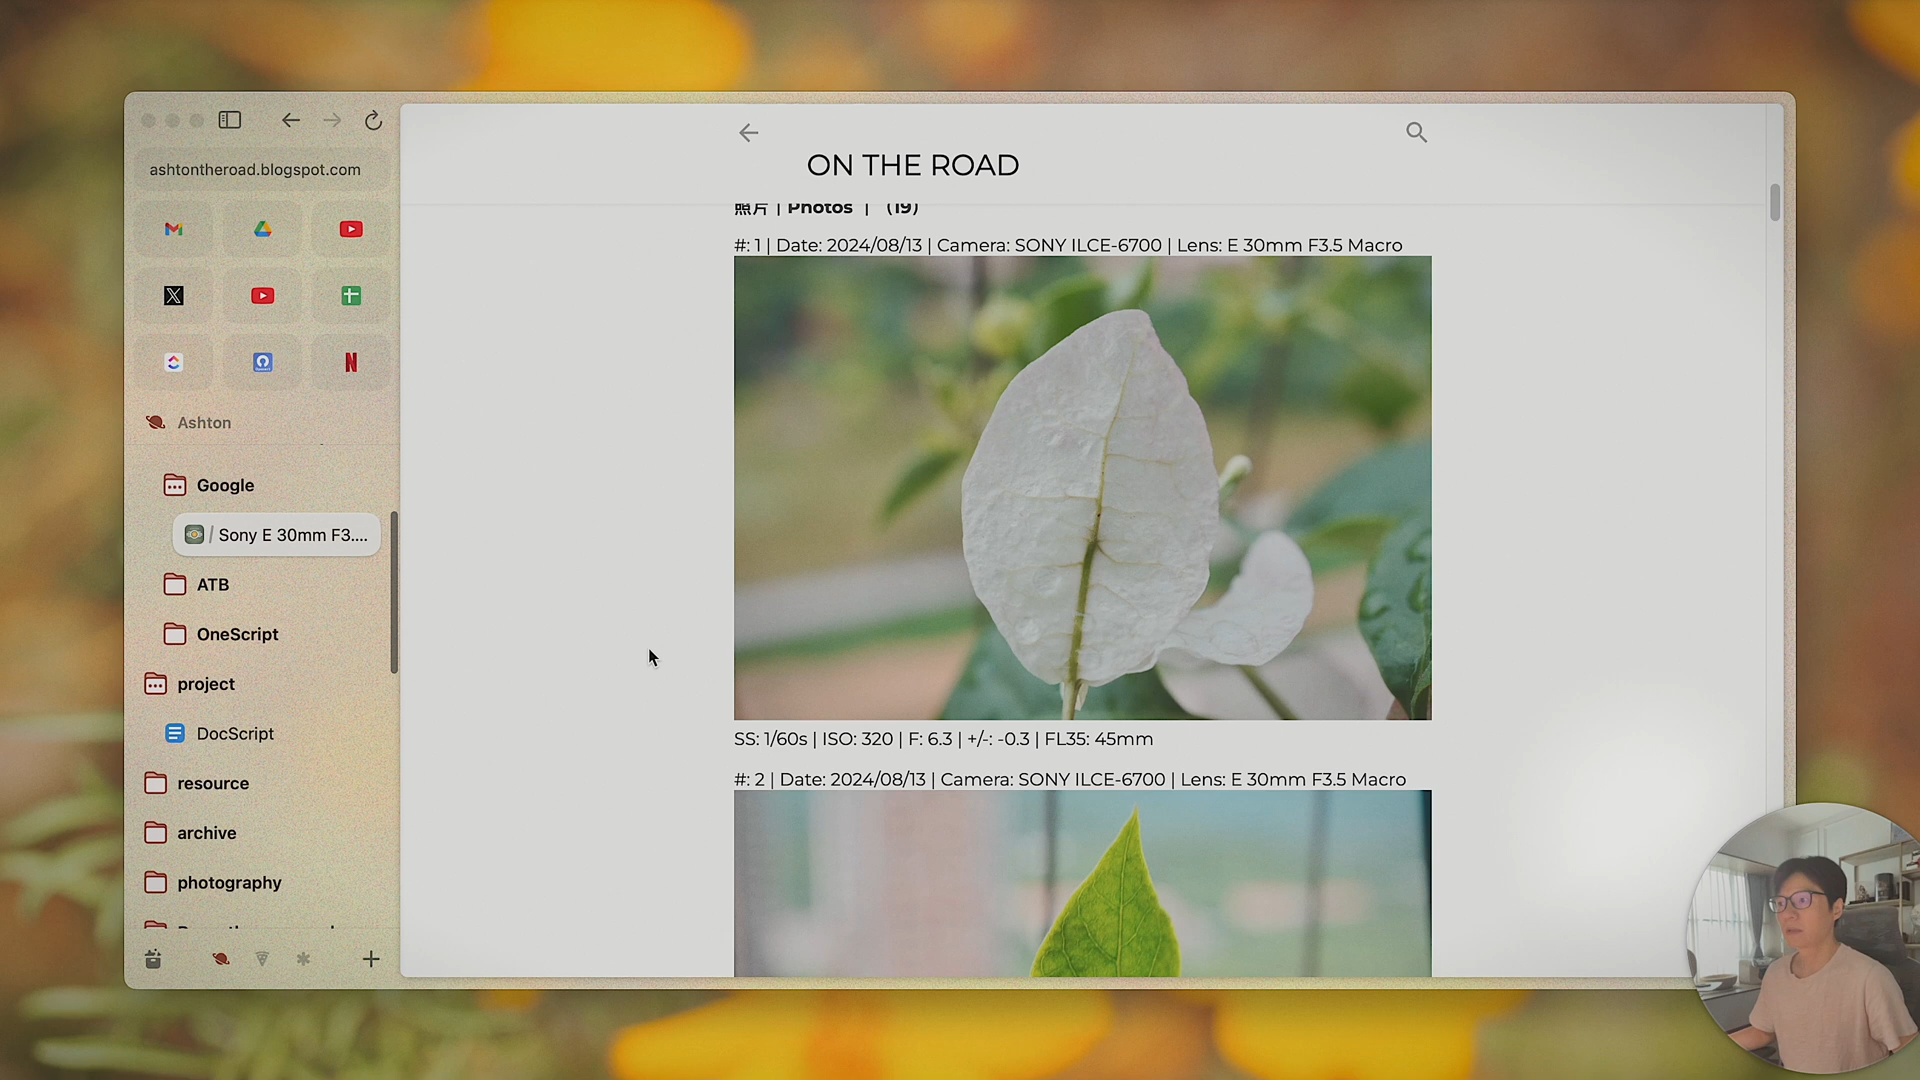 ashtontheroad.blogspot.com
Ashton
Google
/ Sony E 30mm F3....
ATB
OneScript
project
DocScript
resource
archive
photography
ON THE ROAD
照片 | Photos | （19）
#: 1 | Date: 2024/08/13 | Camera: SONY ILCE-6700 | Lens: E 30mm F3.5 Macro
SS: 1/60s | ISO: 320 | F: 6.3 | +/-: -0.3 | FL35: 45mm
#: 2 | Date: 2024/08/13 | Camera: SONY ILCE-6700 | Lens: E 30mm F3.5 Macro